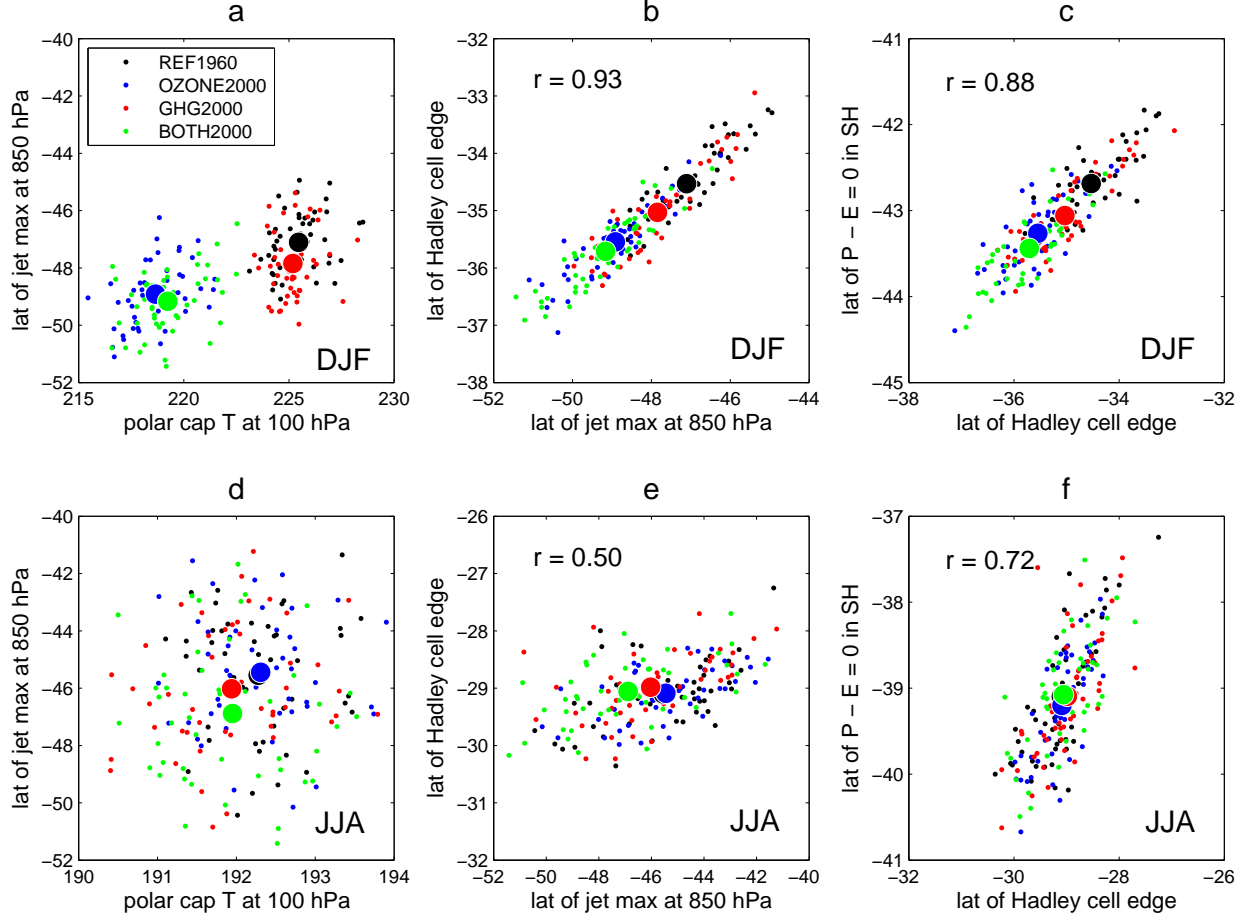 a
−40
−42
−44
−46
−48
−50
−52
lat of jet max at 850 hPa
REF1960
OZONE2000
GHG2000
BOTH2000
DJF
215
220
225
230
polar cap T at 100 hPa
b
−32
−33
−34
−35
−36
−37
−38
lat of Hadley cell edge
r = 0.93
DJF
−52
−50
−48
−46
−44
lat of jet max at 850 hPa
c
−41
−42
−43
−44
−45
lat of P − E = 0 in SH
r = 0.88
DJF
−38
−36
−34
−32
lat of Hadley cell edge
d
−40
−42
−44
−46
−48
−50
−52
lat of jet max at 850 hPa
JJA
190
192
194
196
polar cap T at 100 hPa
e
−26
−27
−28
−29
−30
−31
−32
lat of Hadley cell edge
r = 0.50
JJA
−52
−50
−48
−46
−44
−42
−40
lat of jet max at 850 hPa
f
−37
−38
−39
−40
−41
lat of P − E = 0 in SH
r = 0.72
JJA
−32
−30
−28
−26
lat of Hadley cell edge